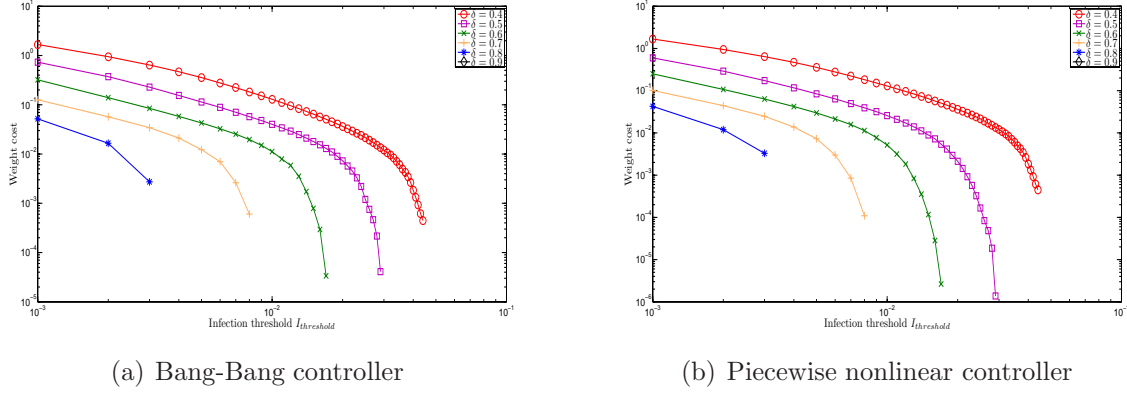 10^1
10^0
10^-1
10^-2
10^-3
10^-4
10^-5
10^-3
10^-2
10^-1
Weight cost
Infection threshold I_threshold
δ = 0.4
δ = 0.5
δ = 0.6
δ = 0.7
δ = 0.8
δ = 0.9
(a) Bang-Bang controller
10^1
10^0
10^-1
10^-2
10^-3
10^-4
10^-5
10^-6
10^-3
10^-2
10^-1
Weight cost
Infection threshold I_threshold
δ = 0.4
δ = 0.5
δ = 0.6
δ = 0.7
δ = 0.8
δ = 0.9
(b) Piecewise nonlinear controller